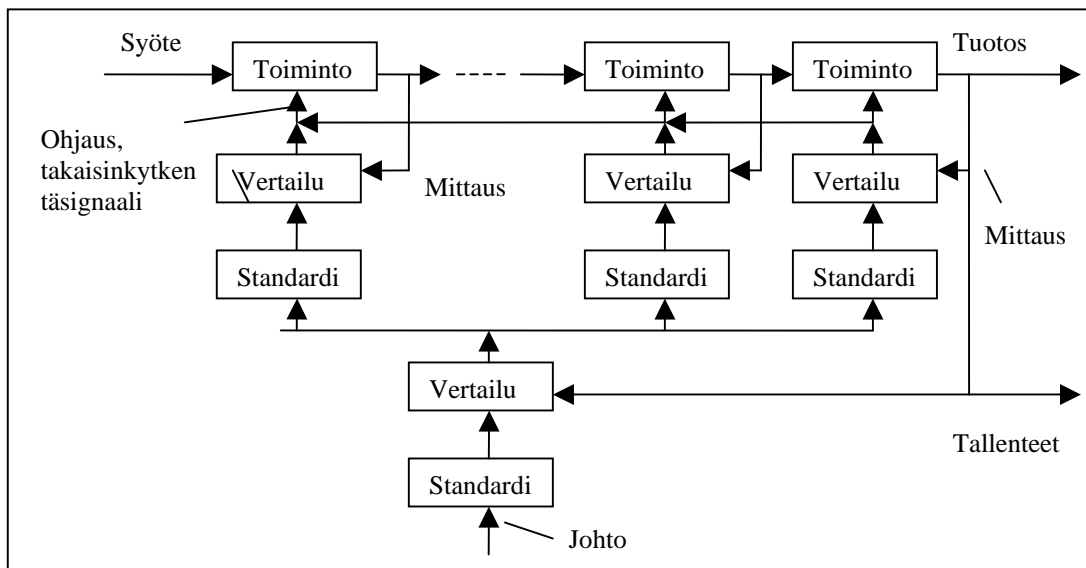 Syöte
Toiminto
Toiminto
Toiminto
Tuotos
Ohjaus,
takaisinkytken
täsignaali
Vertailu
Mittaus
Vertailu
Vertailu
Mittaus
Standardi
Standardi
Standardi
Vertailu
Tallenteet
Standardi
Johto